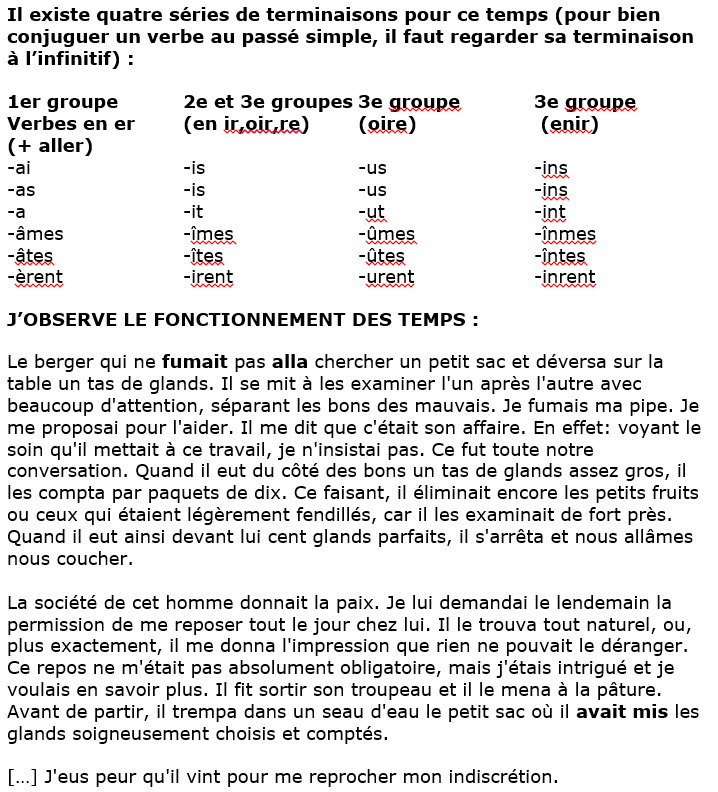 Il existe quatre séries de terminaisons pour ce temps (pour bien
conjuguer un verbe au passé simple, il faut regarder sa terminaison
à l’infinitif) :
1er groupe 2e et 3e groupes 3e groupe 3e groupe
Verbes en er (en ir,oir,re) (oire) (enir)
(+ aller)
-ai -is -us -ins
-as -is -us -ins
-a -it -ut -int
-âmes -îmes -ûmes -înmes
-âtes -îtes -ûtes -întes
-èrent -irent -urent -inrent
J’OBSERVE LE FONCTIONNEMENT DES TEMPS :
Le berger qui ne fumait pas alla chercher un petit sac et déversa sur la
table un tas de glands. Il se mit à les examiner l'un après l'autre avec
beaucoup d'attention, séparant les bons des mauvais. Je fumais ma pipe. Je
me proposai pour l'aider. Il me dit que c'était son affaire. En effet: voyant le
soin qu'il mettait à ce travail, je n'insistai pas. Ce fut toute notre
conversation. Quand il eut du côté des bons un tas de glands assez gros, il
les compta par paquets de dix. Ce faisant, il éliminait encore les petits fruits
ou ceux qui étaient légèrement fendillés, car il les examinait de fort près.
Quand il eut ainsi devant lui cent glands parfaits, il s'arrêta et nous allâmes
nous coucher.
La société de cet homme donnait la paix. Je lui demandai le lendemain la
permission de me reposer tout le jour chez lui. Il le trouva tout naturel, ou,
plus exactement, il me donna l'impression que rien ne pouvait le déranger.
Ce repos ne m'était pas absolument obligatoire, mais j'étais intrigué et je
voulais en savoir plus. Il fit sortir son troupeau et il le mena à la pâture.
Avant de partir, il trempa dans un seau d'eau le petit sac où il avait mis les
glands soigneusement choisis et comptés.
[…] J'eus peur qu'il vint pour me reprocher mon indiscrétion.